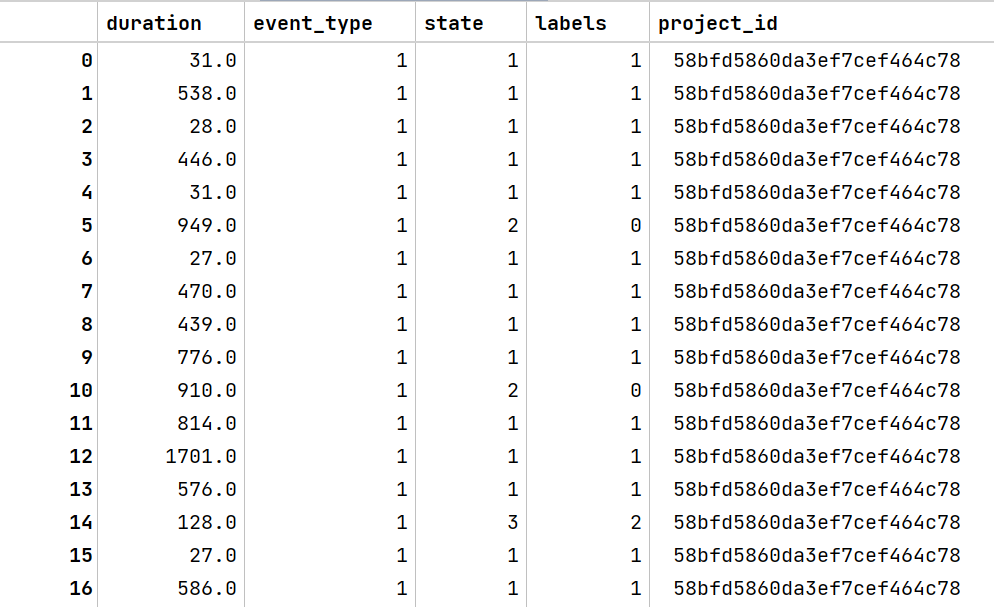 duration event_type state labels project_id
0 31.0 1 1 1 58bfd5860da3ef7cef464c78
1 538.0 1 1 1 58bfd5860da3ef7cef464c78
2 28.0 1 1 1 58bfd5860da3ef7cef464c78
3 446.0 1 1 1 58bfd5860da3ef7cef464c78
4 31.0 1 1 1 58bfd5860da3ef7cef464c78
5 949.0 1 2 0 58bfd5860da3ef7cef464c78
6 27.0 1 1 1 58bfd5860da3ef7cef464c78
7 470.0 1 1 1 58bfd5860da3ef7cef464c78
8 439.0 1 1 1 58bfd5860da3ef7cef464c78
9 776.0 1 1 1 58bfd5860da3ef7cef464c78
10 910.0 1 2 0 58bfd5860da3ef7cef464c78
11 814.0 1 1 1 58bfd5860da3ef7cef464c78
12 1701.0 1 1 1 58bfd5860da3ef7cef464c78
13 576.0 1 1 1 58bfd5860da3ef7cef464c78
14 128.0 1 3 2 58bfd5860da3ef7cef464c78
15 27.0 1 1 1 58bfd5860da3ef7cef464c78
16 586.0 1 1 1 58bfd5860da3ef7cef464c78